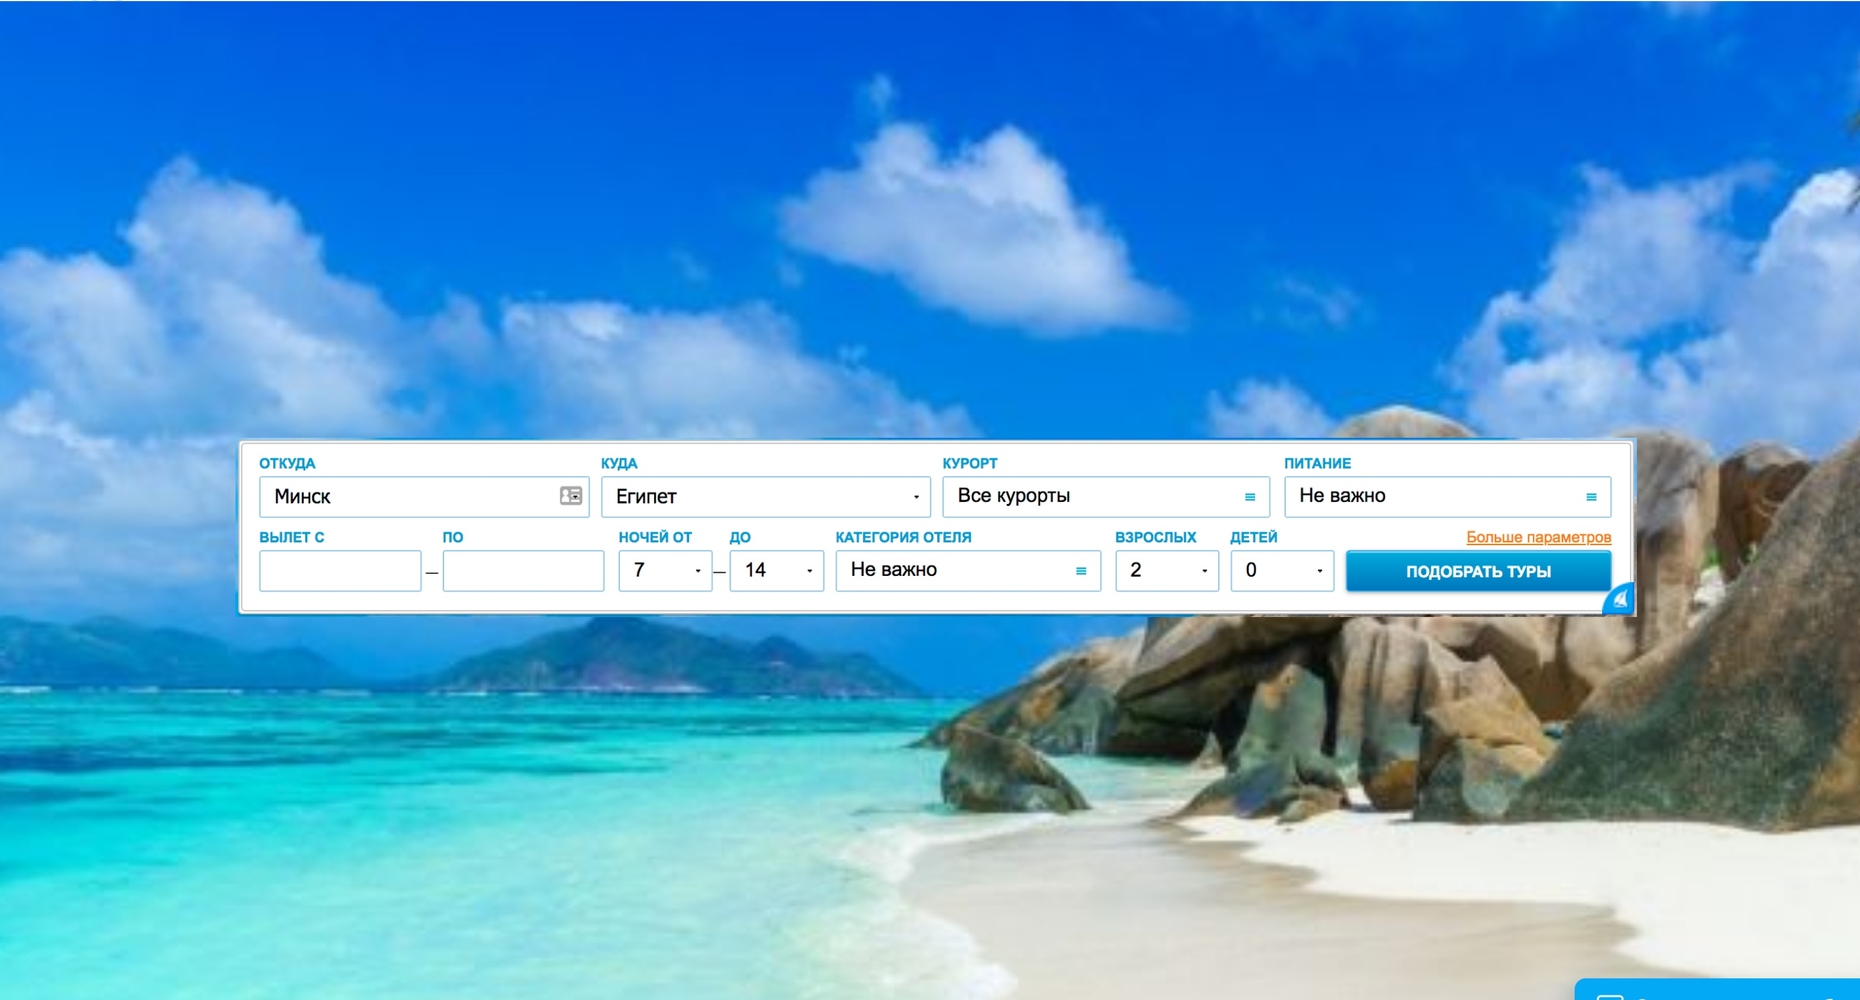 ОТКУДА КУДА КУРОРТ ПИТАНИЕ
Минск Египет Все курорты Не важно
ВЫЛЕТ С ПО НОЧЕЙ ОТ ДО КАТЕГОРИЯ ОТЕЛЯ ВЗРОСЛЫХ ДЕТЕЙ Больше параметров
— 7 — 14 Не важно 2 0 ПОДОБРАТЬ ТУРЫ